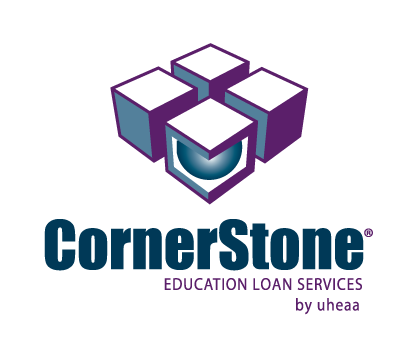 CornerStone®
EDUCATION LOAN SERVICES
by uheaa